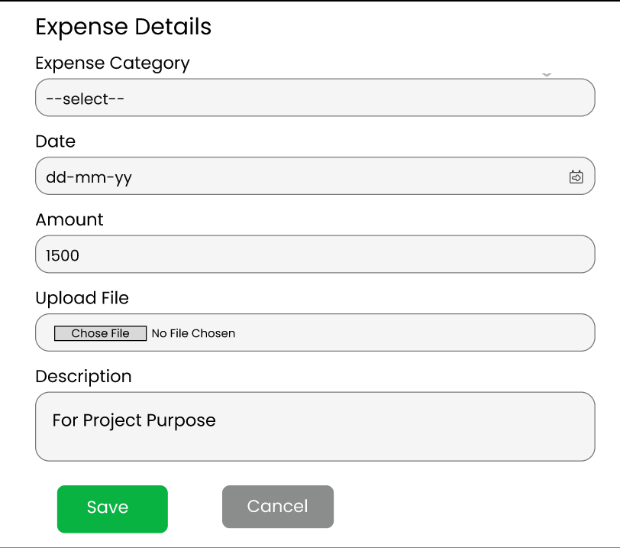 Expense Details
Expense Category
--select--
Date
dd-mm-yy
Amount
1500
Upload File
Chose File No File Chosen
Description
For Project Purpose
Save Cancel